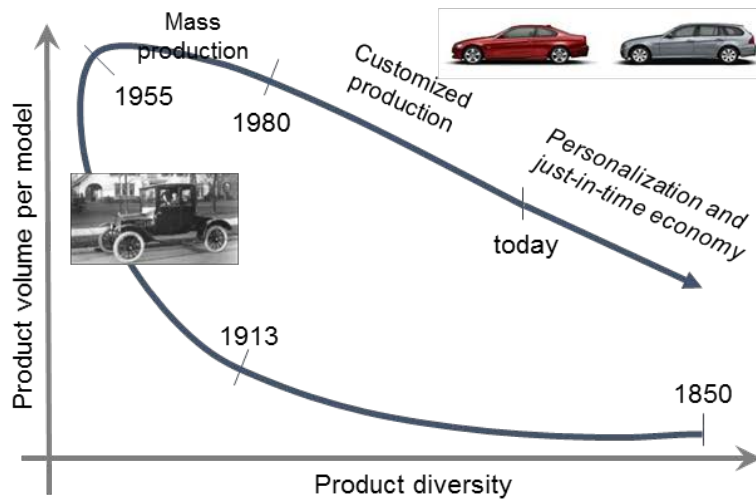 Mass
production
1955
1980
Customized
production
Personalization and
just-in-time economy
today
1913
1850
Product volume per model
Product diversity